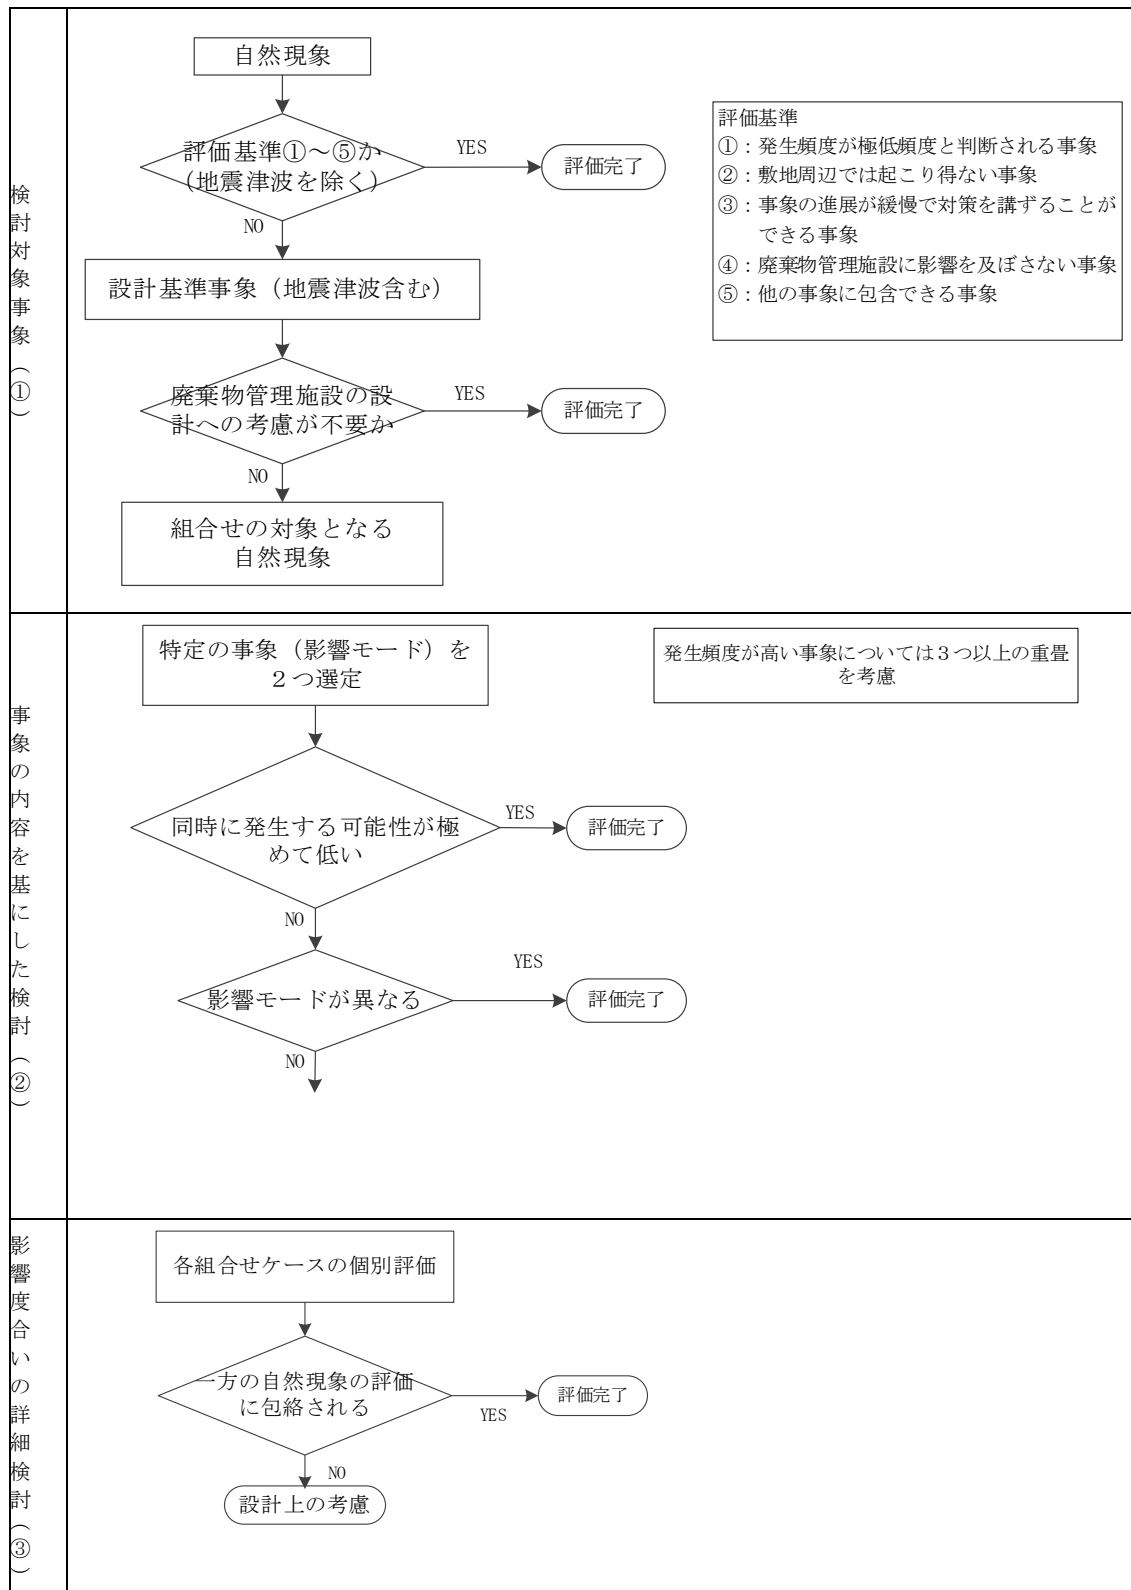 検討対象事象（①）
自然現象
評価基準①～⑤か
（地震津波を除く）
YES
評価完了
NO
設計基準事象（地震津波含む）
廃棄物管理施設の設
計への考慮が不要か
YES
評価完了
NO
組合せの対象となる
自然現象
評価基準
①：発生頻度が極低頻度と判断される事象
②：敷地周辺では起こり得ない事象
③：事象の進展が緩慢で対策を講ずることが
できる事象
④：廃棄物管理施設に影響を及ぼさない事象
⑤：他の事象に包含できる事象
事象の内容を基にした検討（②）
特定の事象（影響モード）を
２つ選定
発生頻度が高い事象については３つ以上の重畳
を考慮
同時に発生する可能性が極
めて低い
YES
評価完了
NO
影響モードが異なる
YES
評価完了
NO
影響度合いの詳細検討（③）
各組合せケースの個別評価
一方の自然現象の評価
に包絡される
YES
評価完了
NO
設計上の考慮